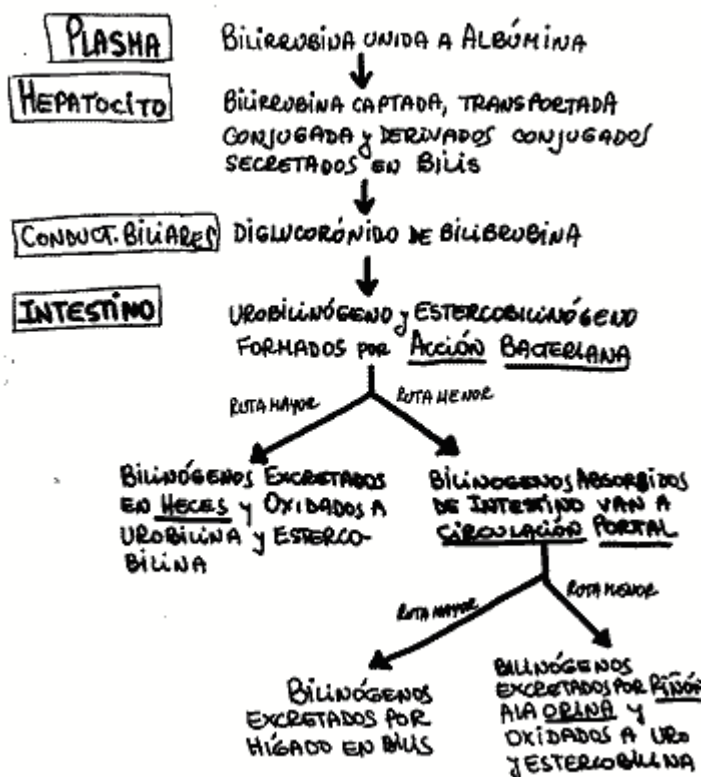 PLASMA
BILIRRUBINA UNIDA A ALBÚMINA
HEPATOCITO
BILIRRUBINA CAPTADA, TRANSPORTADA
CONJUGADA y DERIVADOS CONJUGADOS
SECRETADOS EN BILIS
CONDUCT. BILIARES
DIGLUCORÓNIDO DE BILIBRUBINA
INTESTINO
UROBILINÓGENO y ESTERCOBILINÓGENO
FORMADOS POR ACCIÓN BACTERIANA
RUTA MAYOR
RUTA MENOR
BILINÓGENOS EXCRETADOS
EN HECES y OXIDADOS A
UROBILINA y ESTERCO-
BILINA
BILINOGENOS ABSORBIDOS
DE INTESTINO VAN A
CIRCULACIÓN PORTAL
RUTA MAYOR
RUTA MENOR
BILINÓGENOS
EXCRETADOS POR
HÍGADO EN BILIS
BILINÓGENOS
EXCRETADOS POR RIÑÓN
A LA ORINA y
OXIDADOS A URO
y ESTERCOBILINA